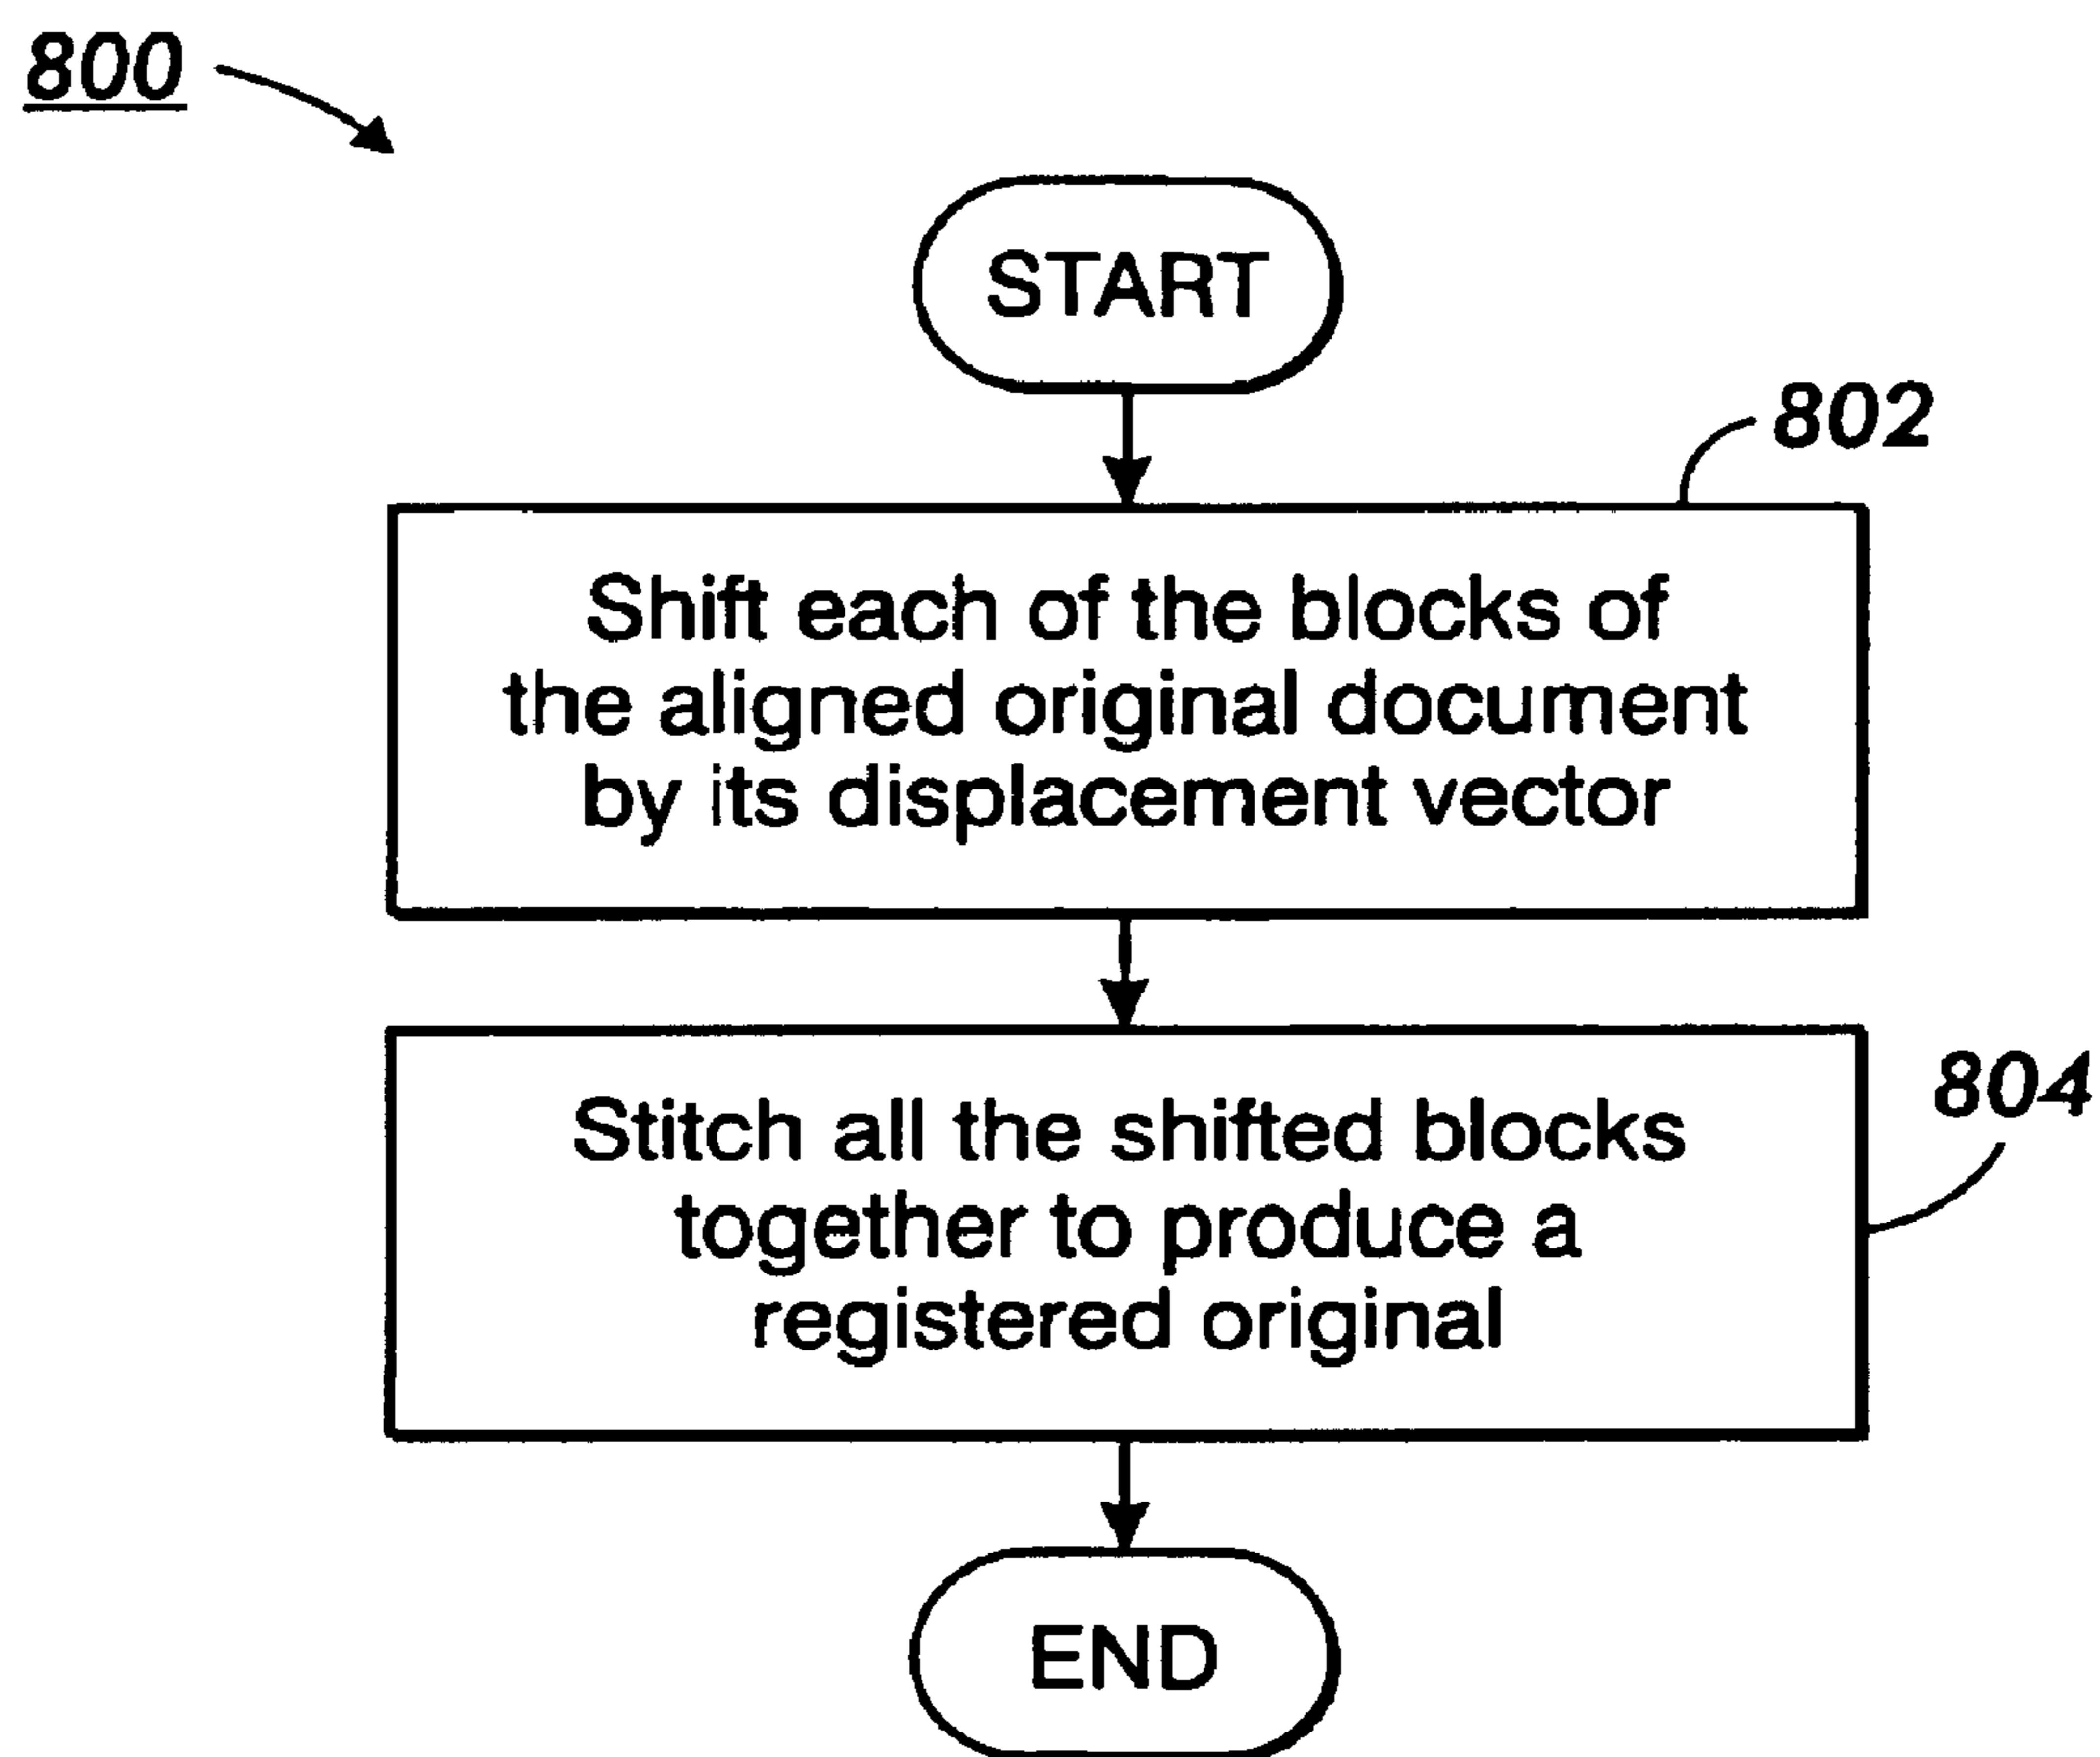 800
START
802
Shift each of the blocks of
the aligned original document
by its displacement vector
804
Stitch all the shifted blocks
together to produce a
registered original
END